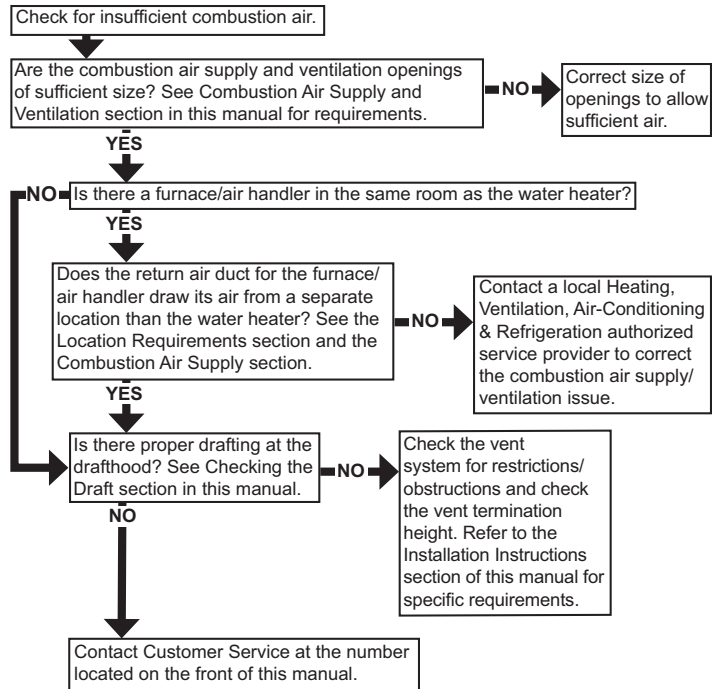 Check for insufficient combustion air.
Are the combustion air supply and ventilation openings
of sufficient size? See Combustion Air Supply and
Ventilation section in this manual for requirements.
NO
Correct size of
openings to allow
sufficient air.
YES
NO
Is there a furnace/air handler in the same room as the water heater?
YES
Does the return air duct for the furnace/
air handler draw its air from a separate
location than the water heater? See the
Location Requirements section and the
Combustion Air Supply section.
NO
Contact a local Heating,
Ventilation, Air-Conditioning
& Refrigeration authorized
service provider to correct
the combustion air supply/
ventilation issue.
YES
Is there proper drafting at the
drafthood? See Checking the
Draft section in this manual.
NO
Check the vent
system for restrictions/
obstructions and check
the vent termination
height. Refer to the
Installation Instructions
section of this manual for
specific requirements.
NO
Contact Customer Service at the number
located on the front of this manual.